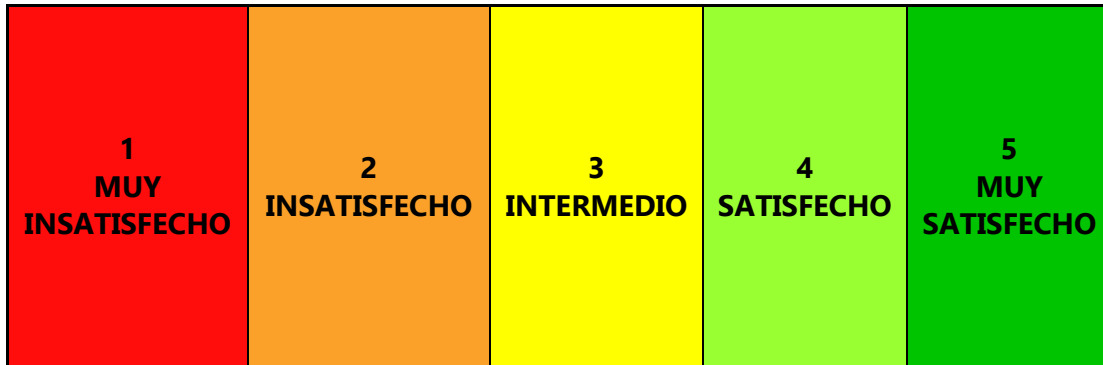 1
MUY
INSATISFECHO
2
INSATISFECHO
3
INTERMEDIO
4
SATISFECHO
5
MUY
SATISFECHO